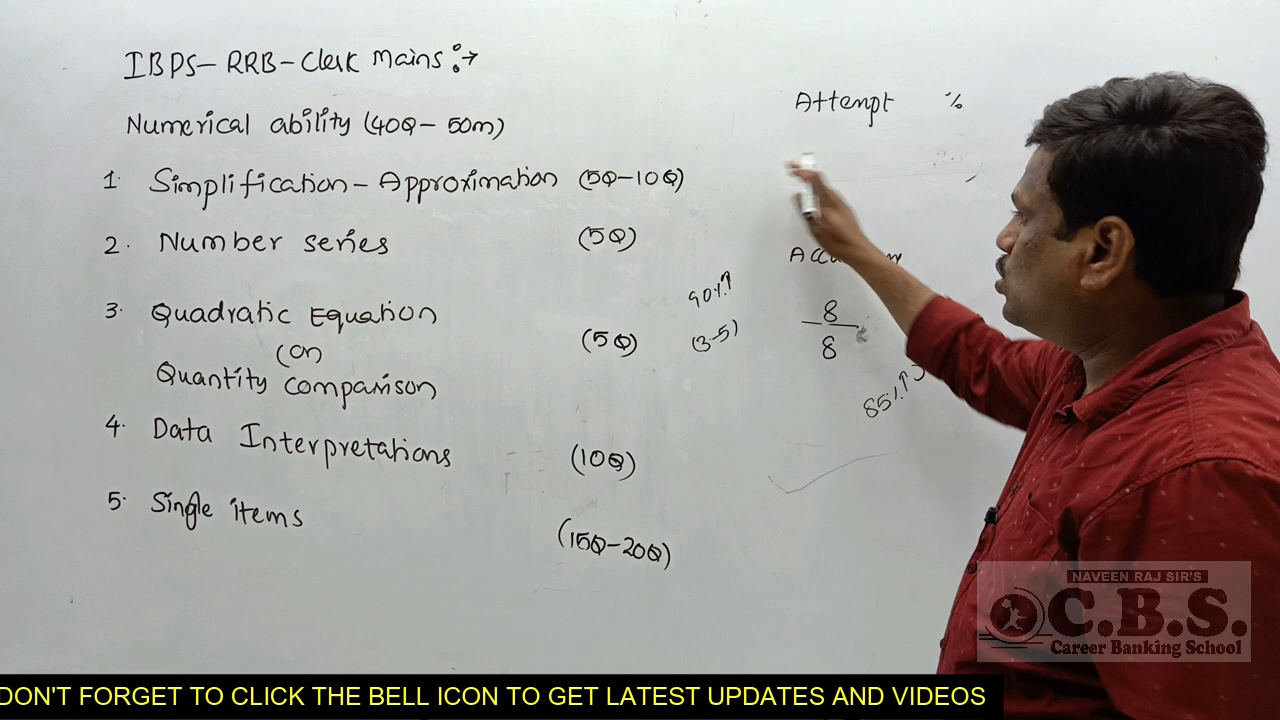 IBPS-RRB-Clerk Mains:→
Numerical ability (40Q-50m)
1. Simplification-Approximation (5Q-10Q)
2. Number series (5Q)
3. Quadratic Equation
(or)
Quantity comparison
(5Q)
4. Data Interpretations (10Q)
5. Single items (15Q-20Q)
90%↑
(3-5)
Attempt %
8
8
85%↑
NAVEEN RAJ SIR'S
C.B.S.
Career Banking School
DON'T FORGET TO CLICK THE BELL ICON TO GET LATEST UPDATES AND VIDEOS